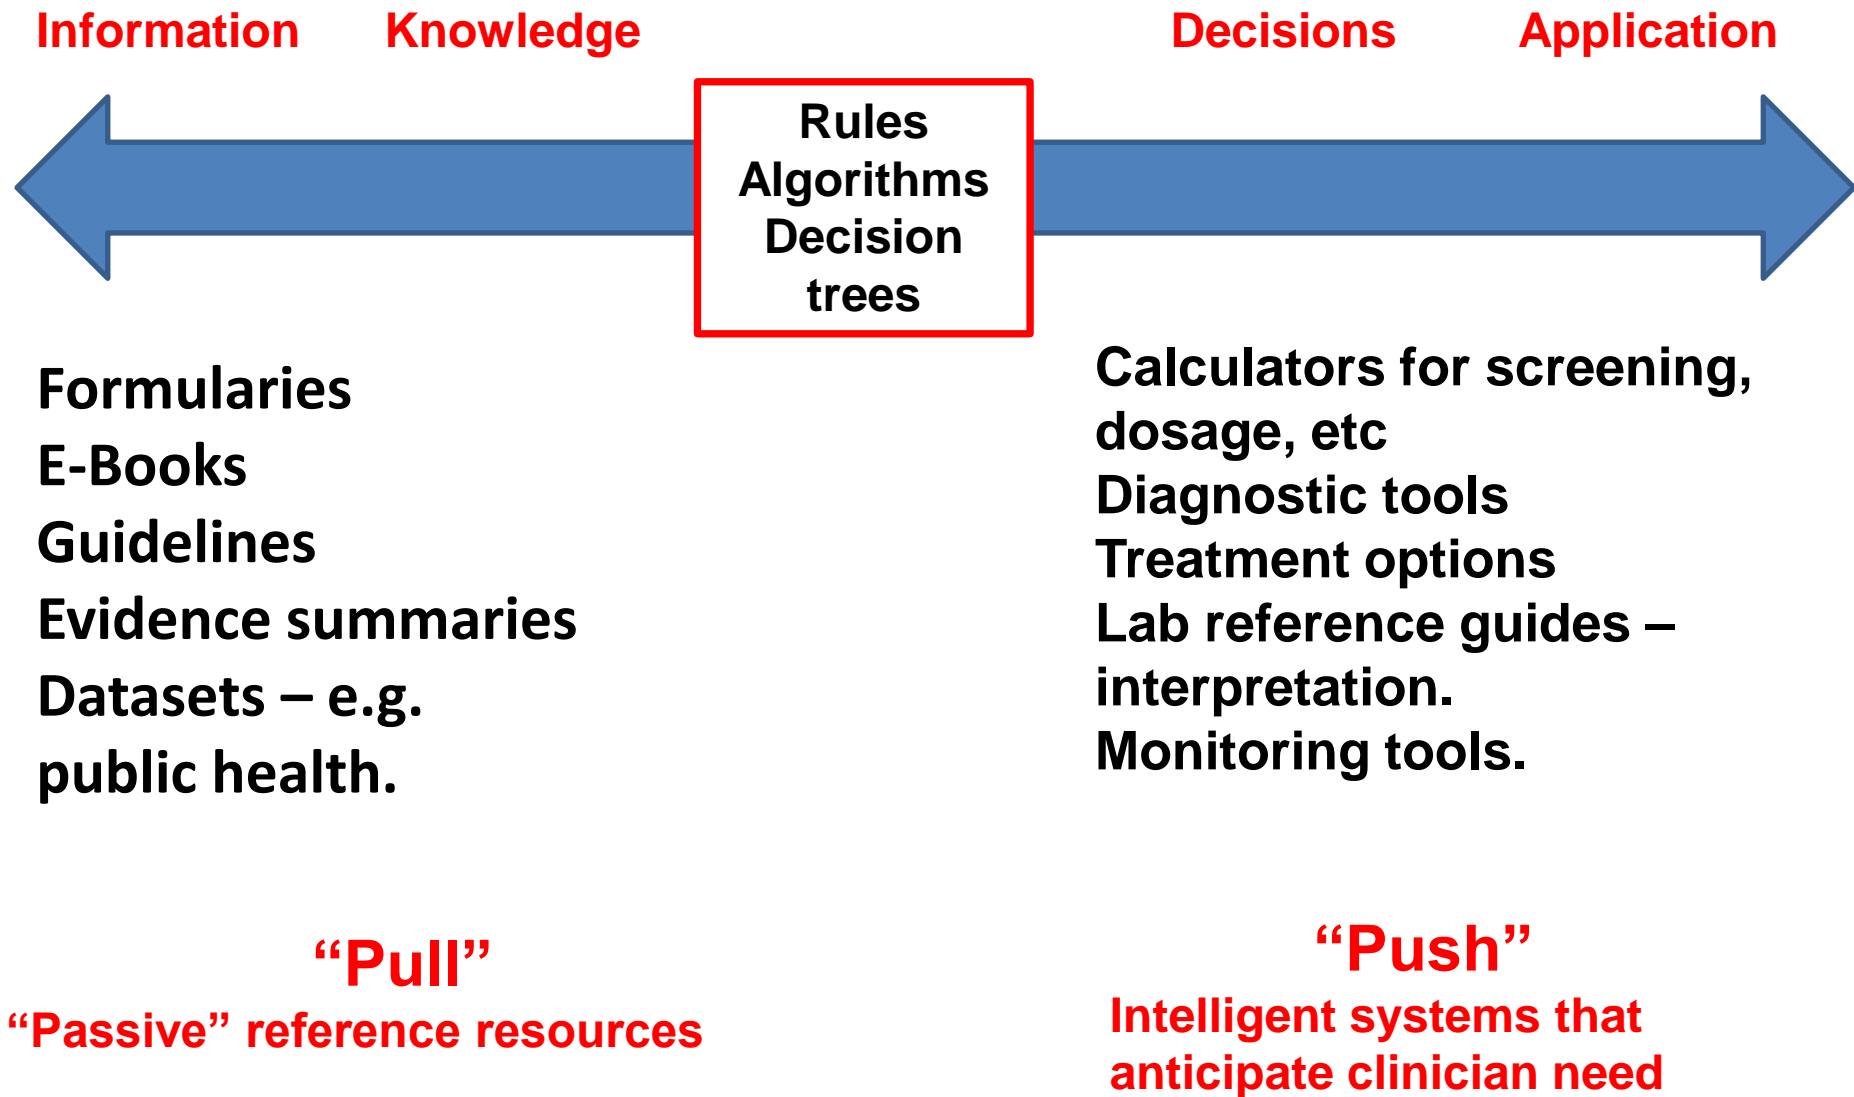 Information Knowledge Decisions Application
Rules
Algorithms
Decision
trees
Formularies
E-Books
Guidelines
Evidence summaries
Datasets – e.g.
public health.
Calculators for screening,
dosage, etc
Diagnostic tools
Treatment options
Lab reference guides –
interpretation.
Monitoring tools.
“Pull”
“Passive” reference resources
“Push”
Intelligent systems that
anticipate clinician need